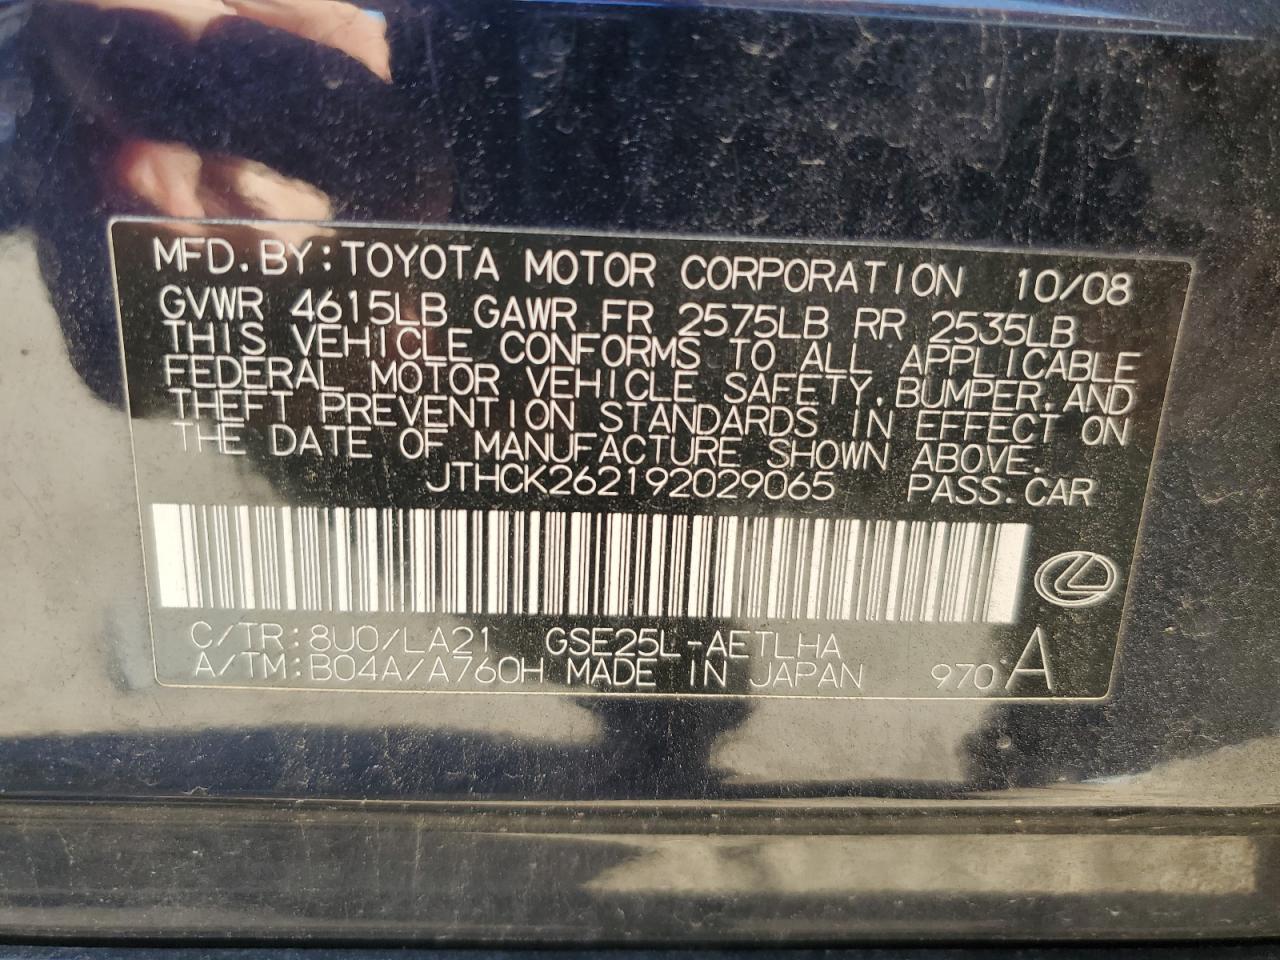 MFD. BY: TOYOTA MOTOR CORPORATION 10/08
GVWR 4615LB GAWR FR 2575LB RR 2535LB
THIS VEHICLE CONFORMS TO ALL APPLICABLE
FEDERAL MOTOR VEHICLE SAFETY, BUMPER, AND
THEFT PREVENTION STANDARDS IN EFFECT ON
THE DATE OF MANUFACTURE SHOWN ABOVE.
JTHCK262192029065 PASS. CAR
C/TR: 8U0/LA21 GSE25L-AETLHA
A/TM: B04A/A760H MADE IN JAPAN 970 A